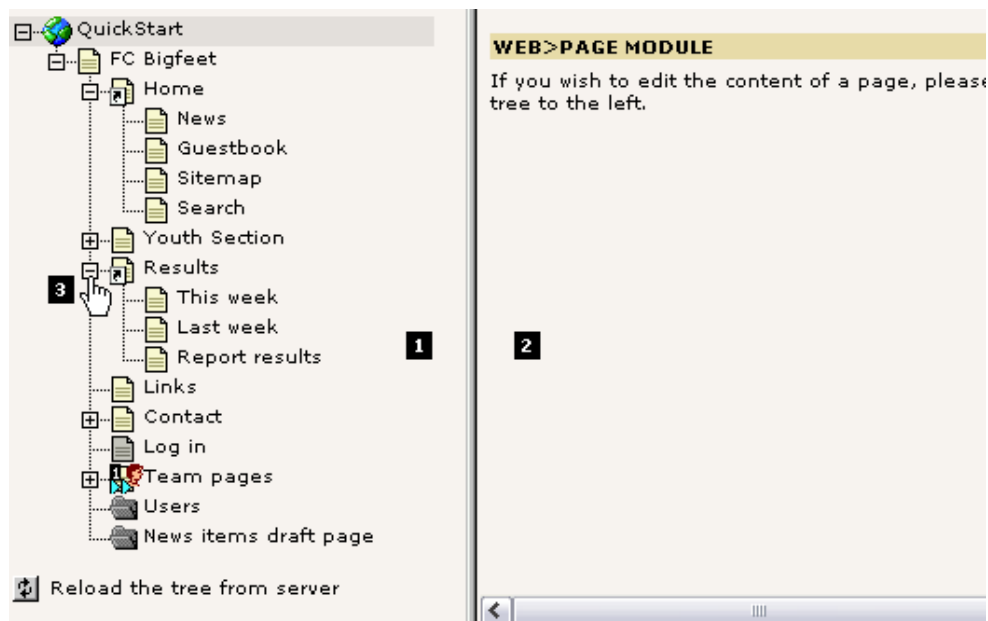 QuickStart
FC Bigfeet
Home
News
Guestbook
Sitemap
Search
Youth Section
Results
3
This week
Last week
Report results
1
Links
Contact
Log in
Team pages
Users
News items draft page
Reload the tree from server
WEB>PAGE MODULE
If you wish to edit the content of a page, please
tree to the left.
2